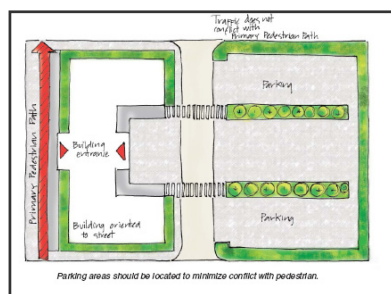 Traffic does not
conflict with
Primary Pedestrian Path
Parking
Primary Pedestrian Path
Building
entrance
Building oriented
to street
Parking
Parking areas should be located to minimize conflict with pedestrian.